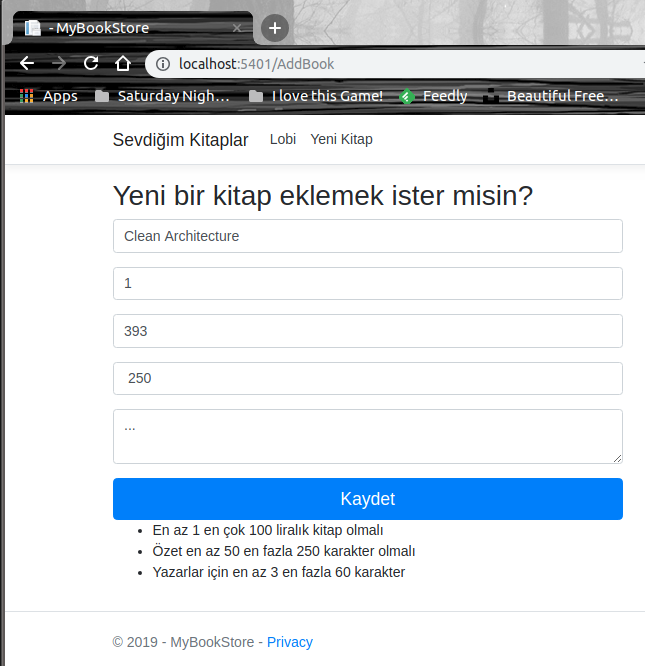 - MyBookStore
localhost:5401/AddBook
Apps Saturday Nigh... I love this Game! Feedly Beautiful Free...
Sevdiğim Kitaplar Lobi Yeni Kitap
Yeni bir kitap eklemek ister misin?
Clean Architecture
1
393
250
...
Kaydet
• En az 1 en çok 100 liralık kitap olmalı
• Özet en az 50 en fazla 250 karakter olmalı
• Yazarlar için en az 3 en fazla 60 karakter
© 2019 - MyBookStore - Privacy